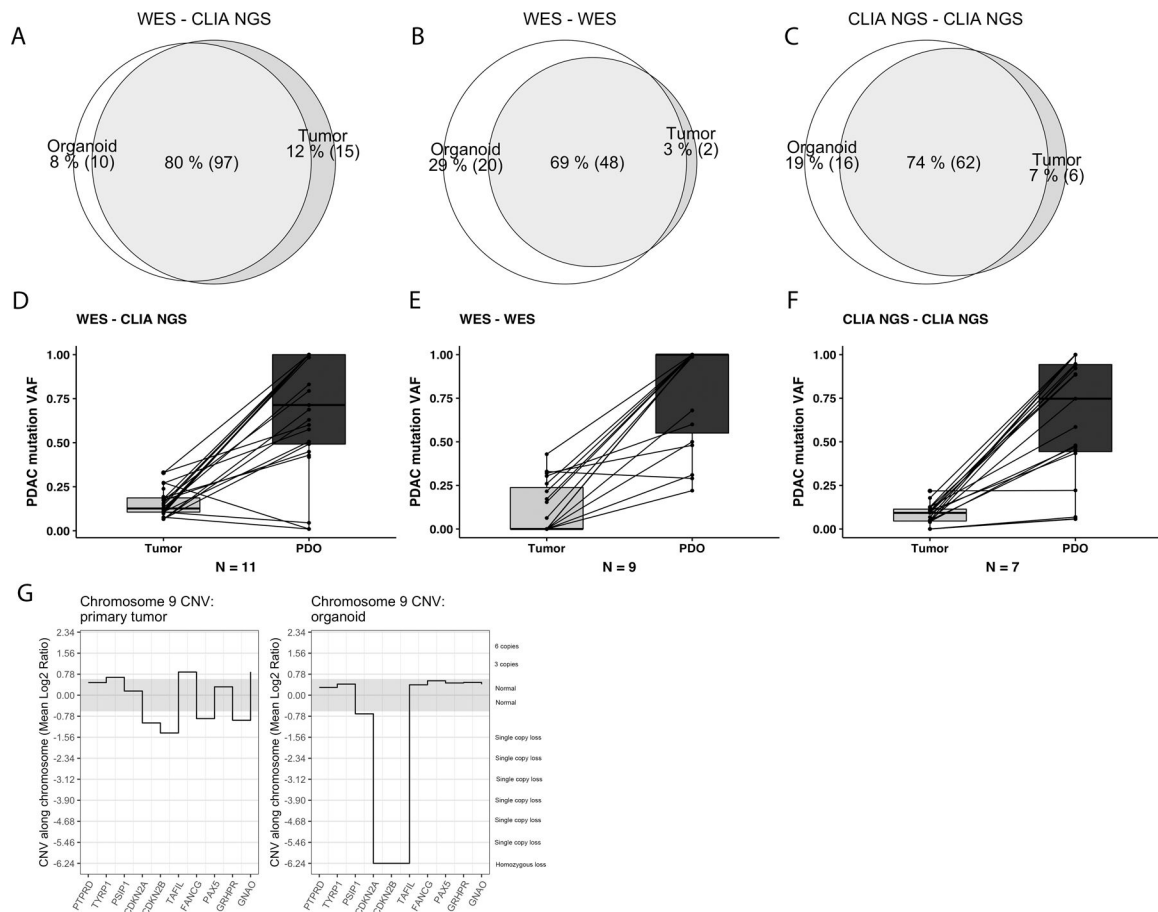 A
WES - CLIA NGS
Organoid
8 % (10)
80 % (97)
Tumor
12 % (15)
B
WES - WES
Organoid
29 % (20)
69 % (48)
Tumor
3 % (2)
C
CLIA NGS - CLIA NGS
Organoid
19 % (16)
74 % (62)
Tumor
7 % (6)
D
WES - CLIA NGS
PDAC mutation VAF
1.00
0.75
0.50
0.25
0.00
Tumor
PDO
N = 11
E
WES - WES
PDAC mutation VAF
1.00
0.75
0.50
0.25
0.00
Tumor
PDO
N = 9
F
CLIA NGS - CLIA NGS
PDAC mutation VAF
1.00
0.75
0.50
0.25
0.00
Tumor
PDO
N = 7
G
Chromosome 9 CNV:
primary tumor
CNV along chromosome (Mean Log2 Ratio)
2.34
1.56
0.78
0.00
-0.78
-1.56
-2.34
-3.12
-3.90
-4.68
-5.46
-6.24
PTPRD
TYRP1
PSIP1
CDKN2A
CDKN2B
TAFIL
FANCG
PAX5
GRHPR
GNAO
Chromosome 9 CNV:
organoid
CNV along chromosome (Mean Log2 Ratio)
2.34
1.56
0.78
0.00
-0.78
-1.56
-2.34
-3.12
-3.90
-4.68
-5.46
-6.24
PTPRD
TYRP1
PSIP1
CDKN2A
CDKN2B
TAFIL
FANCG
PAX5
GRHPR
GNAO
6 copies
3 copies
Normal
Normal
Single copy loss
Single copy loss
Single copy loss
Single copy loss
Single copy loss
Single copy loss
Homozygous loss